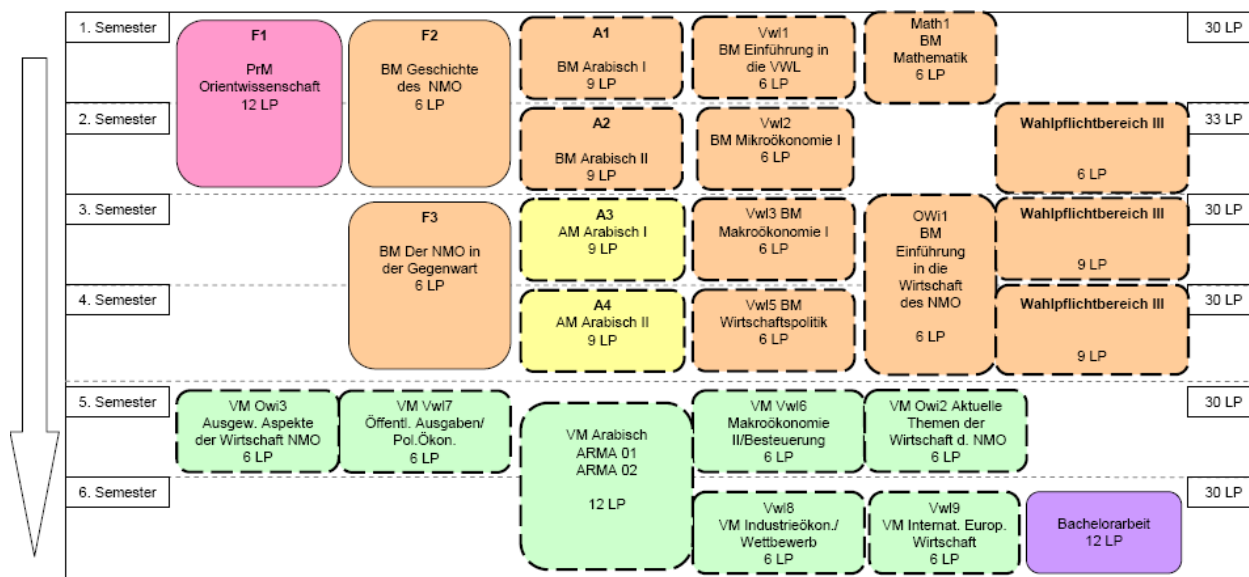 1. Semester
F1
PrM
Orientwissenschaft
12 LP
F2
BM Geschichte
des NMO
6 LP
A1
BM Arabisch I
9 LP
Vwl1
BM Einführung in
die VWL
6 LP
Math1
BM
Mathematik
6 LP
30 LP
2. Semester
A2
BM Arabisch II
9 LP
Vwl2
BM Mikroökonomie I
6 LP
Wahlpflichtbereich III
6 LP
33 LP
3. Semester
F3
BM Der NMO in
der Gegenwart
6 LP
A3
AM Arabisch I
9 LP
Vwl3 BM
Makroökonomie I
6 LP
OWi1
BM
Einführung
in die
Wirtschaft
des NMO
6 LP
Wahlpflichtbereich III
9 LP
30 LP
4. Semester
A4
AM Arabisch II
9 LP
Vwl5 BM
Wirtschaftspolitik
6 LP
Wahlpflichtbereich III
9 LP
30 LP
5. Semester
VM Owi3
Ausgew. Aspekte
der Wirtschaft NMO
6 LP
VM Vwl7
Öffentl. Ausgaben/
Pol.Ökon.
6 LP
VM Arabisch
ARMA 01
ARMA 02
12 LP
VM Vwl6
Makroökonomie
II/Besteuerung
6 LP
VM Owi2 Aktuelle
Themen der
Wirtschaft d. NMO
6 LP
30 LP
6. Semester
Vwl8
VM Industrieökon./
Wettbewerb
6 LP
Vwl9
VM Internat. Europ.
Wirtschaft
6 LP
Bachelorarbeit
12 LP
30 LP